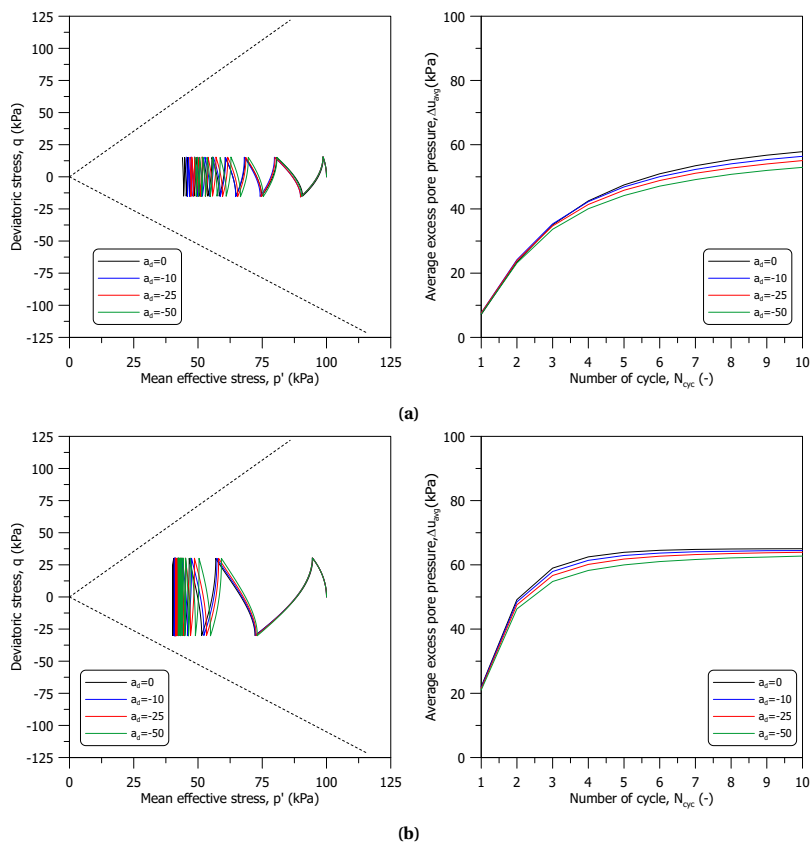 125
100
75
50
25
0
-25
-50
-75
-100
-125
Deviatoric stress, q (kPa)
a_d=0
a_d=-10
a_d=-25
a_d=-50
0 25 50 75 100 125
Mean effective stress, p' (kPa)
100
80
60
40
20
0
Average excess pore pressure,Δu_avg(kPa)
a_d=0
a_d=-10
a_d=-25
a_d=-50
1 2 3 4 5 6 7 8 9 10
Number of cycle, N_cyc (-)
(a)
125
100
75
50
25
0
-25
-50
-75
-100
-125
Deviatoric stress, q (kPa)
a_d=0
a_d=-10
a_d=-25
a_d=-50
0 25 50 75 100 125
Mean effective stress, p' (kPa)
100
80
60
40
20
0
Average excess pore pressure,Δu_avg(kPa)
a_d=0
a_d=-10
a_d=-25
a_d=-50
1 2 3 4 5 6 7 8 9 10
Number of cycle, N_cyc (-)
(b)